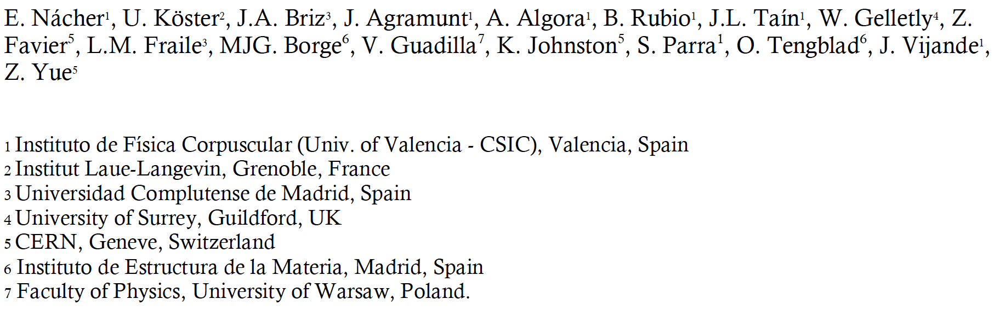 E. Nácher¹, U. Köster², J.A. Briz³, J. Agramunt¹, A. Algora¹, B. Rubio¹, J.L. Taín¹, W. Gelletly⁴, Z.
Favier⁵, L.M. Fraile³, MJG. Borge⁶, V. Guadilla⁷, K. Johnston⁵, S. Parra¹, O. Tengblad⁶, J. Vijande¹,
Z. Yue⁵
1 Instituto de Física Corpuscular (Univ. of Valencia - CSIC), Valencia, Spain
2 Institut Laue-Langevin, Grenoble, France
3 Universidad Complutense de Madrid, Spain
4 University of Surrey, Guildford, UK
5 CERN, Geneve, Switzerland
6 Instituto de Estructura de la Materia, Madrid, Spain
7 Faculty of Physics, University of Warsaw, Poland.